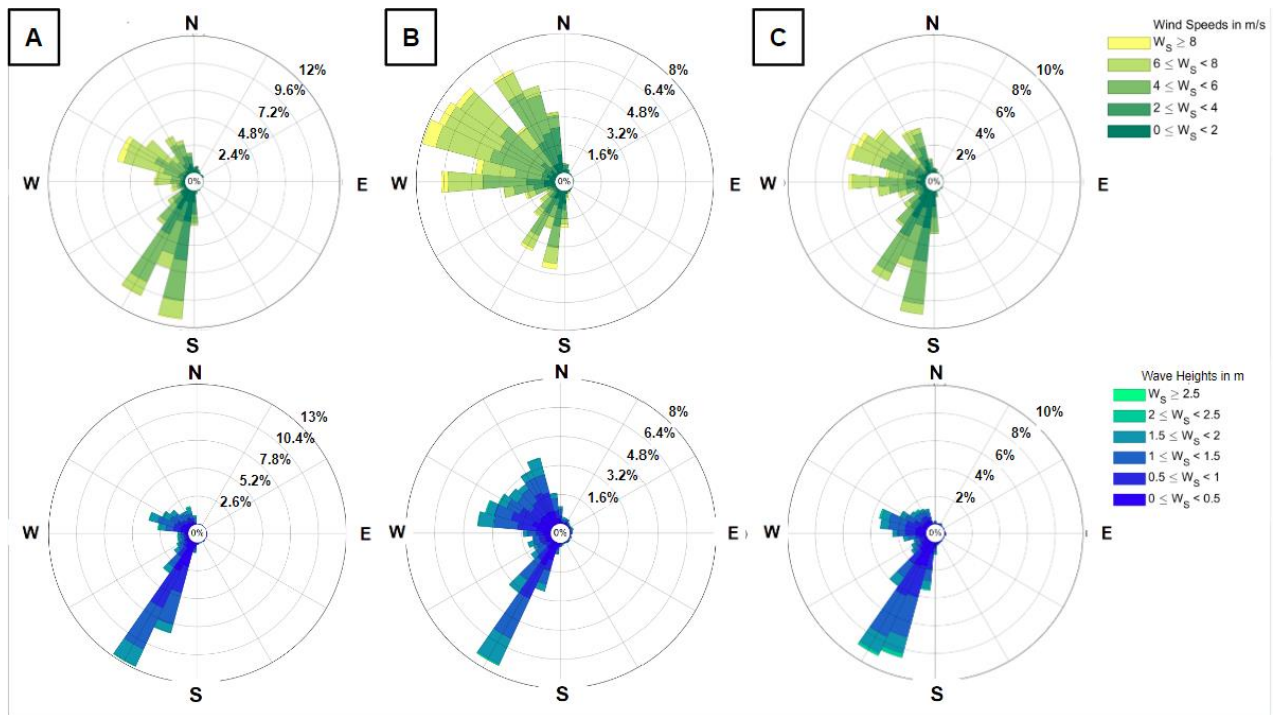 A
N
12%
9.6%
7.2%
4.8%
2.4%
0%
W
E
S
B
N
8%
6.4%
4.8%
3.2%
1.6%
0%
W
E
S
C
N
10%
8%
6%
4%
2%
0%
W
E
S
Wind Speeds in m/s
W_S ≥ 8
6 ≤ W_S < 8
4 ≤ W_S < 6
2 ≤ W_S < 4
0 ≤ W_S < 2
N
13%
10.4%
7.8%
5.2%
2.6%
0%
W
E
S
N
8%
6.4%
4.8%
3.2%
1.6%
0%
W
E
S
N
10%
8%
6%
4%
2%
0%
W
E
S
Wave Heights in m
W_S ≥ 2.5
2 ≤ W_S < 2.5
1.5 ≤ W_S < 2
1 ≤ W_S < 1.5
0.5 ≤ W_S < 1
0 ≤ W_S < 0.5